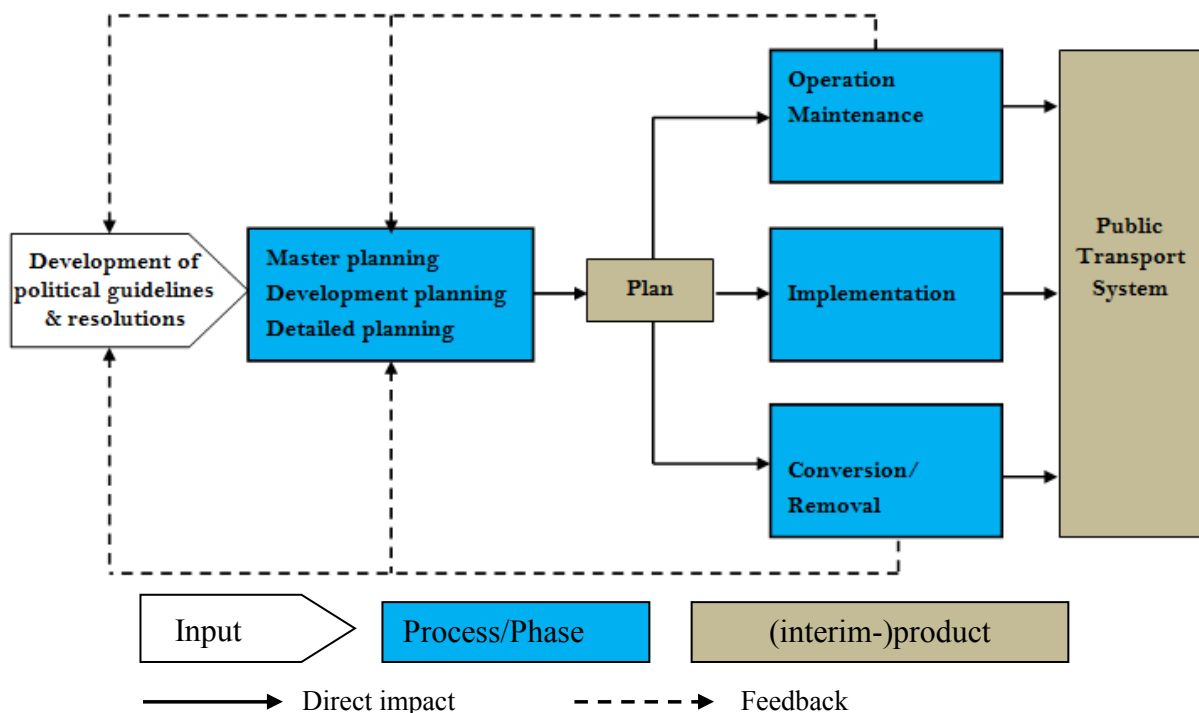 Operation
Maintenance
Development of
political guidelines
& resolutions
Master planning
Development planning
Detailed planning
Plan
Implementation
Public
Transport
System
Conversion/
Removal
Input
Process/Phase
(interim-)product
Direct impact
Feedback